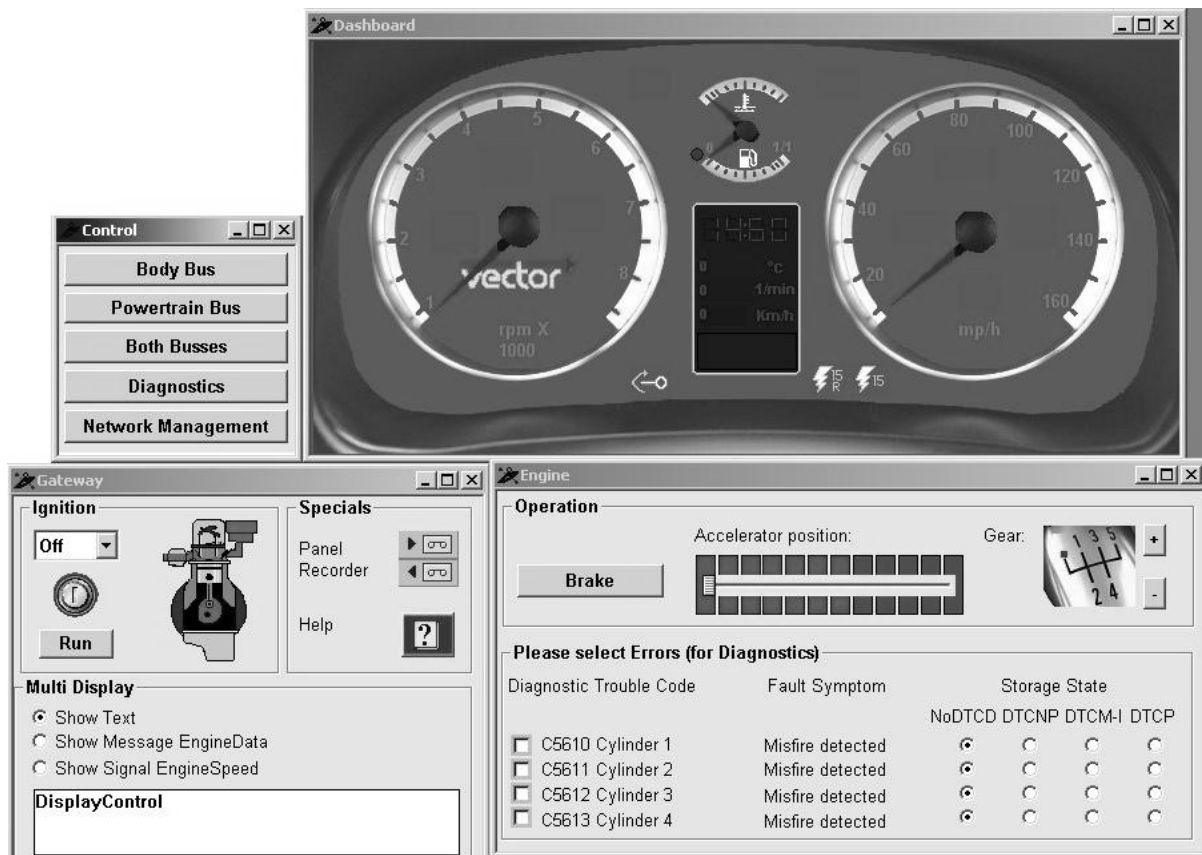 Dashboard
4
5
3
6
2
7
1
8
vector
rpm X
1000
0
1/1
14:50
0 °C
0 1/min
0 Km/h
15
R
15
80
60
100
40
120
20
140
160
mp/h
Control
Body Bus
Powertrain Bus
Both Busses
Diagnostics
Network Management
Gateway
Ignition
Off
Run
Specials
Panel
Recorder
Help
?
Multi Display
Show Text
Show Message EngineData
Show Signal EngineSpeed
DisplayControl
Engine
Operation
Brake
Accelerator position:
Gear:
1 3 5
2 4
+
-
Please select Errors (for Diagnostics)
Diagnostic Trouble Code Fault Symptom Storage State
NoDTCD DTCNP DTCM-I DTCP
C5610 Cylinder 1 Misfire detected
C5611 Cylinder 2 Misfire detected
C5612 Cylinder 3 Misfire detected
C5613 Cylinder 4 Misfire detected